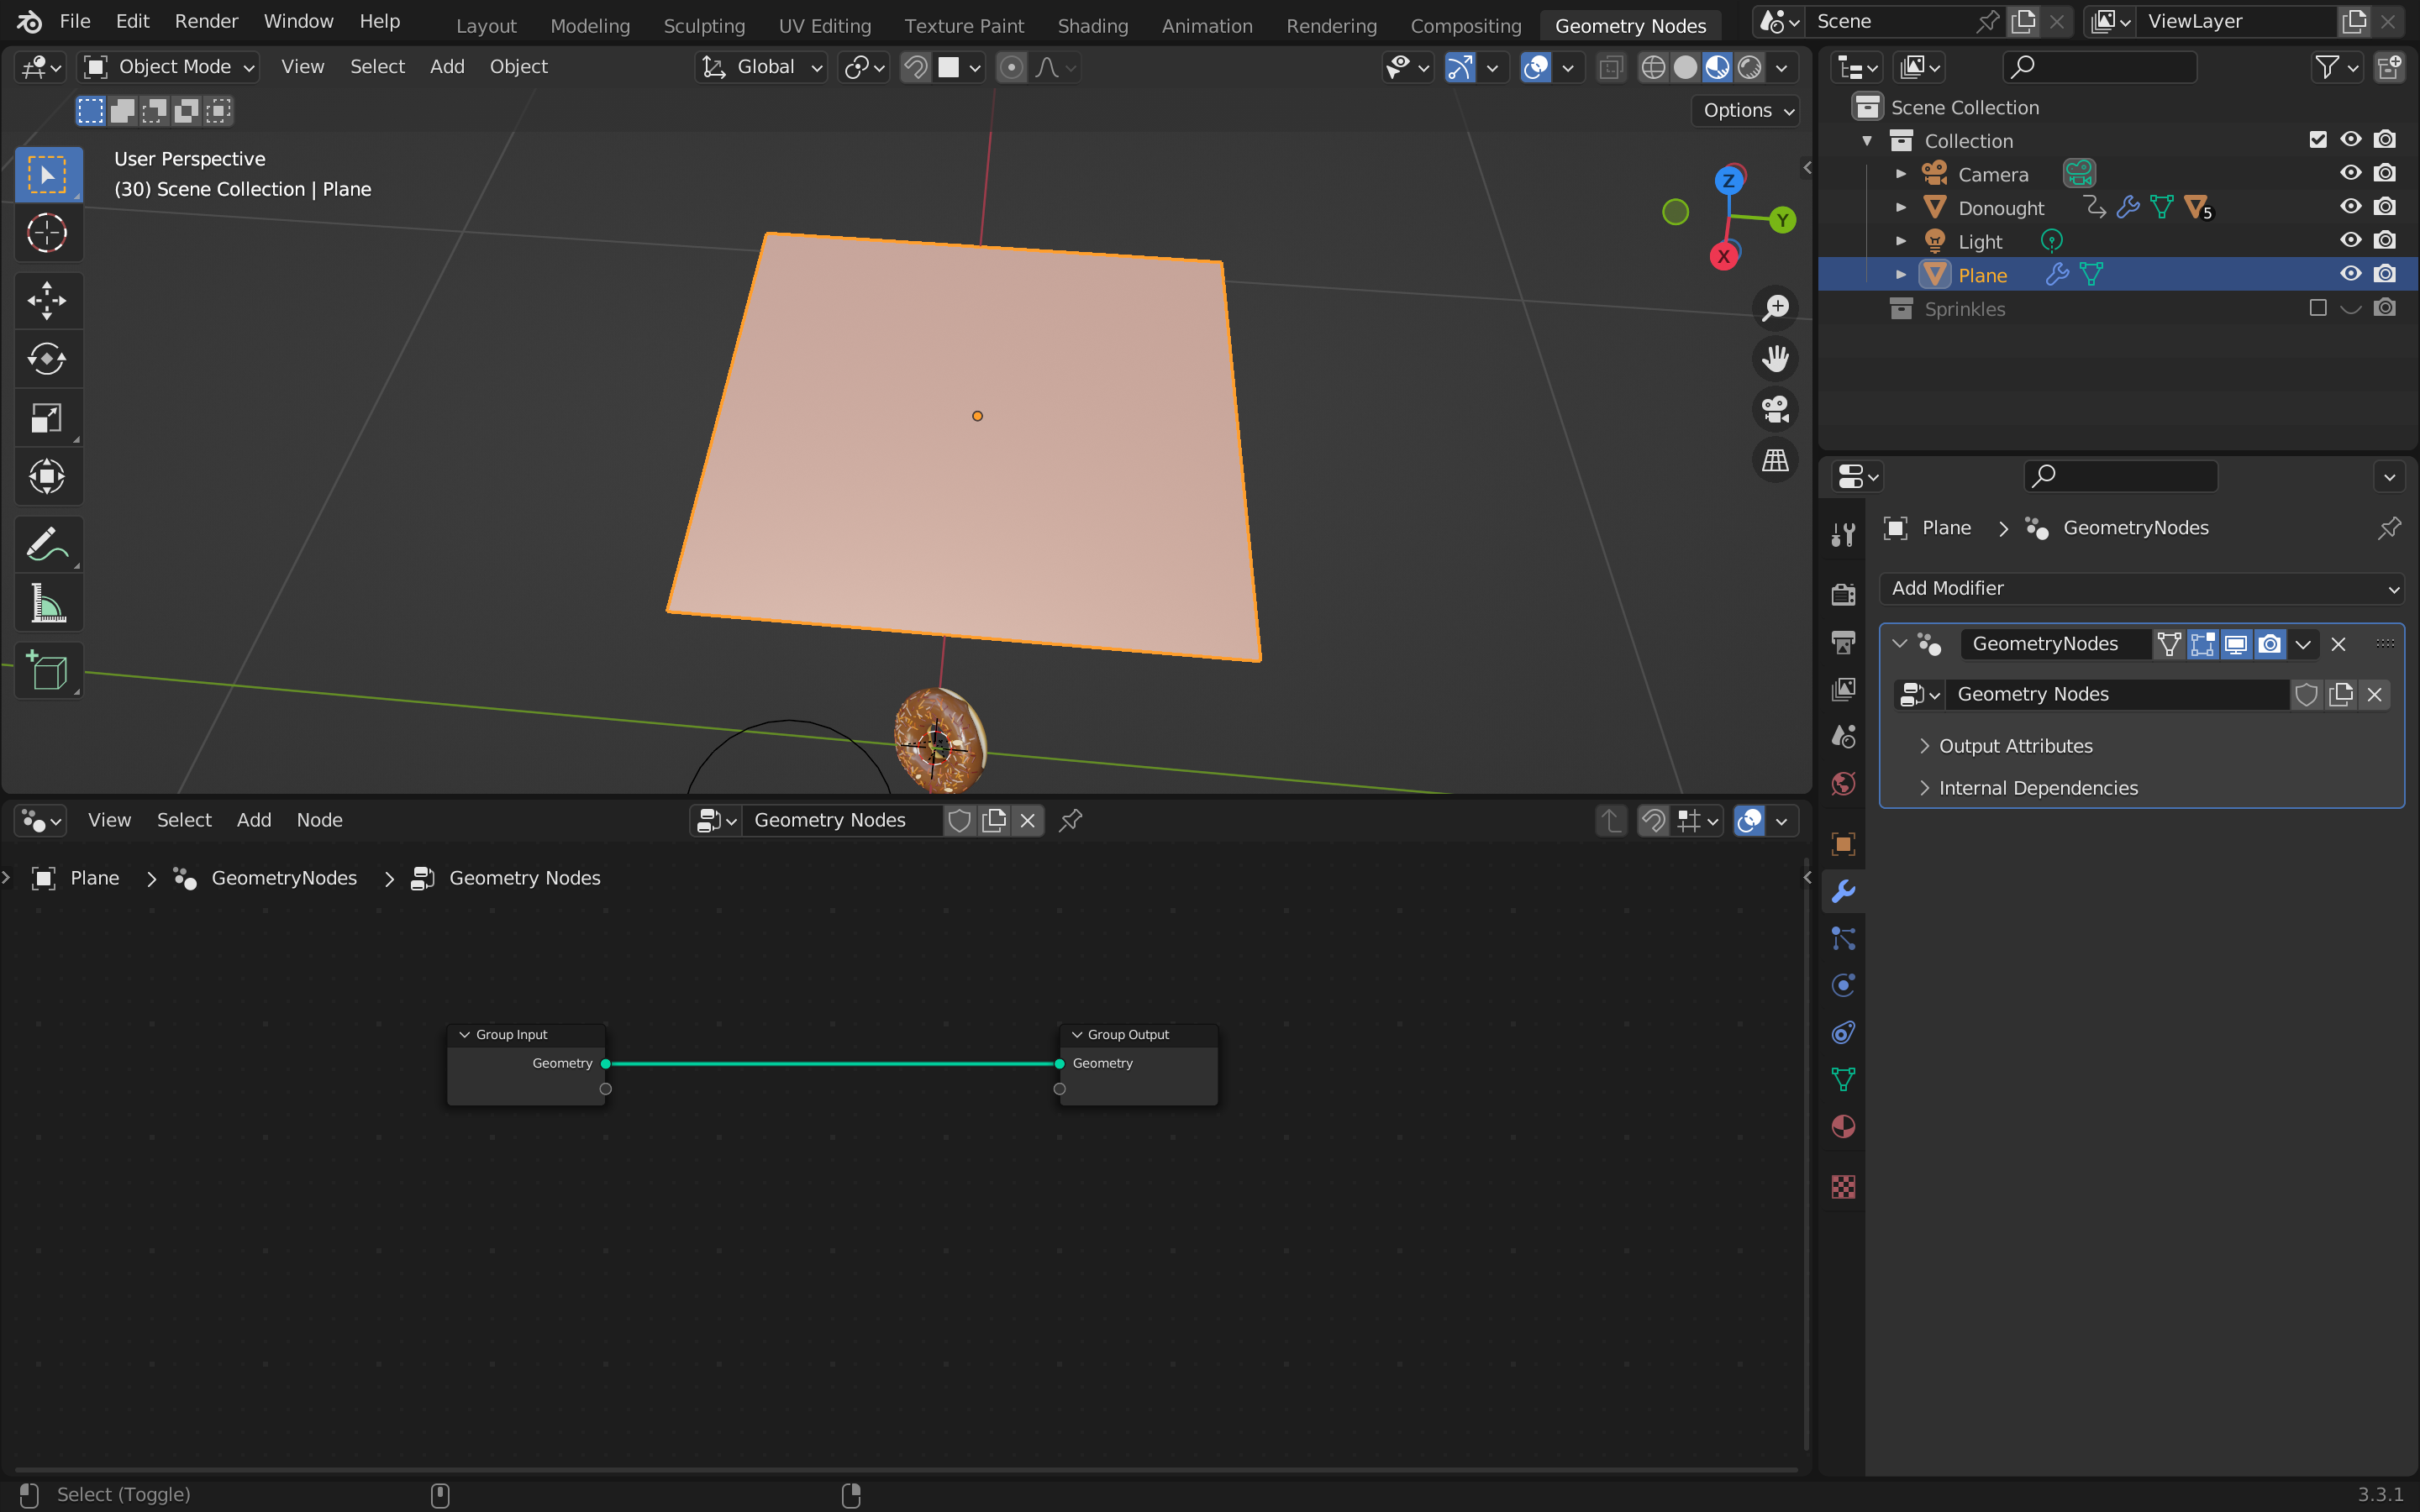 File Edit Render Window Help Layout Modeling Sculpting UV Editing Texture Paint Shading Animation Rendering Compositing Geometry Nodes Scene ViewLayer
Object Mode View Select Add Object Global
Options
User Perspective
(30) Scene Collection | Plane
Z
Y
X
Scene Collection
Collection
Camera
Donought 5
Light
Plane
Sprinkles
Plane GeometryNodes
Add Modifier
GeometryNodes
Geometry Nodes
Output Attributes
Internal Dependencies
View Select Add Node Geometry Nodes
Plane GeometryNodes Geometry Nodes
Group Input
Geometry
Group Output
Geometry
Select (Toggle)
3.3.1